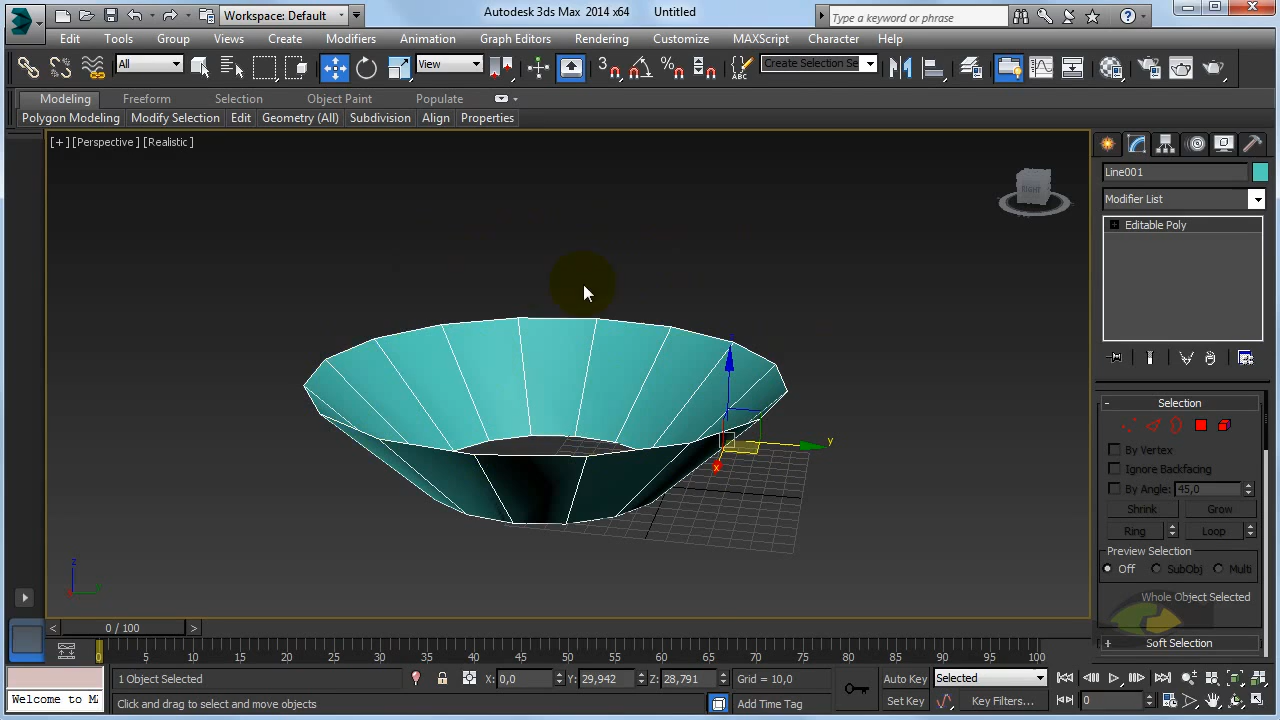 Autodesk 3ds Max 2014 x64 Untitled
Workspace: Default
Type a keyword or phrase
Edit Tools Group Views Create Modifiers Animation Graph Editors Rendering Customize MAXScript Character Help
All
View
Create Selection Se
Modeling Freeform Selection Object Paint Populate
Polygon Modeling Modify Selection Edit Geometry (All) Subdivision Align Properties
[+] [Perspective] [Realistic]
RIGHT
Line001
Modifier List
Editable Poly
Selection
By Vertex
Ignore Backfacing
By Angle: 45,0
Shrink Grow
Ring Loop
Preview Selection
Off SubObj Multi
Whole Object Selected
Soft Selection
y
x
z
0 / 100
0 5 10 15 20 25 30 35 40 45 50 55 60 65 70 75 80 85 90 95 100
1 Object Selected X: 0,0 Y: 29,942 Z: 28,791 Grid = 10,0 Auto Key Selected
Welcome to M
Click and drag to select and move objects Add Time Tag Set Key Key Filters... 0